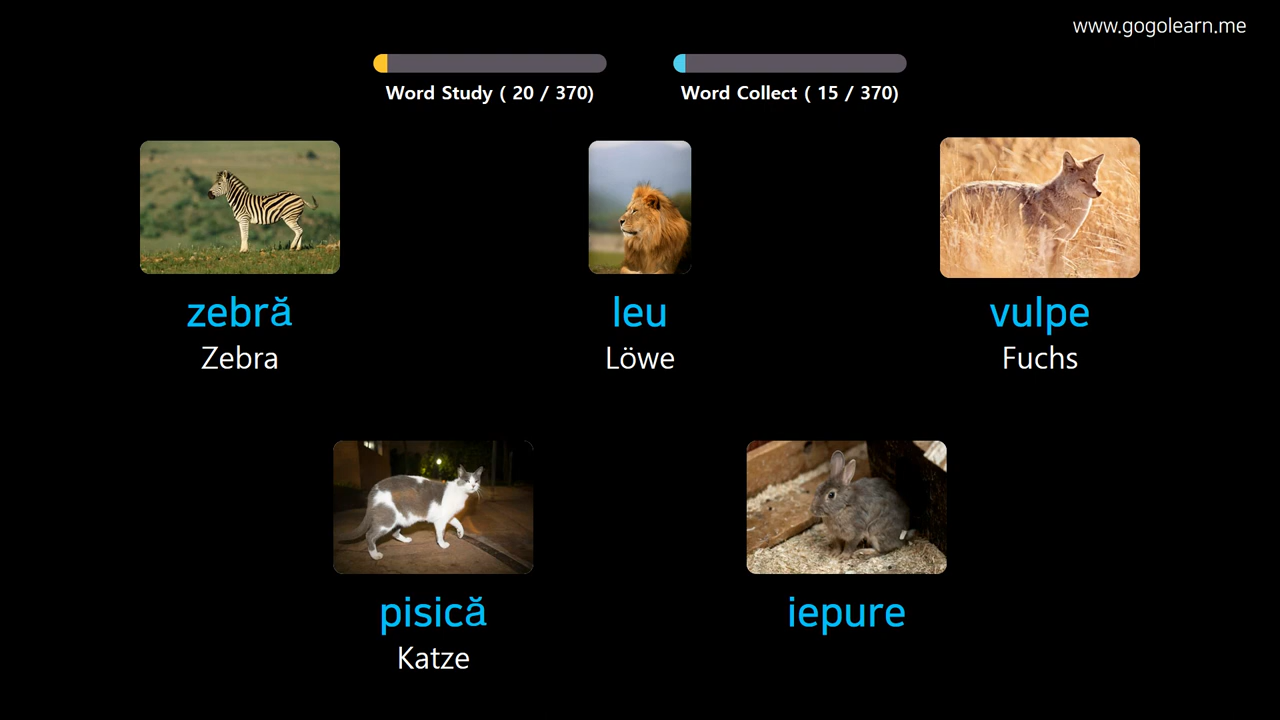 www.gogolearn.me
Word Study ( 20 / 370)
Word Collect ( 15 / 370)
zebră
Zebra
leu
Löwe
vulpe
Fuchs
pisică
Katze
iepure